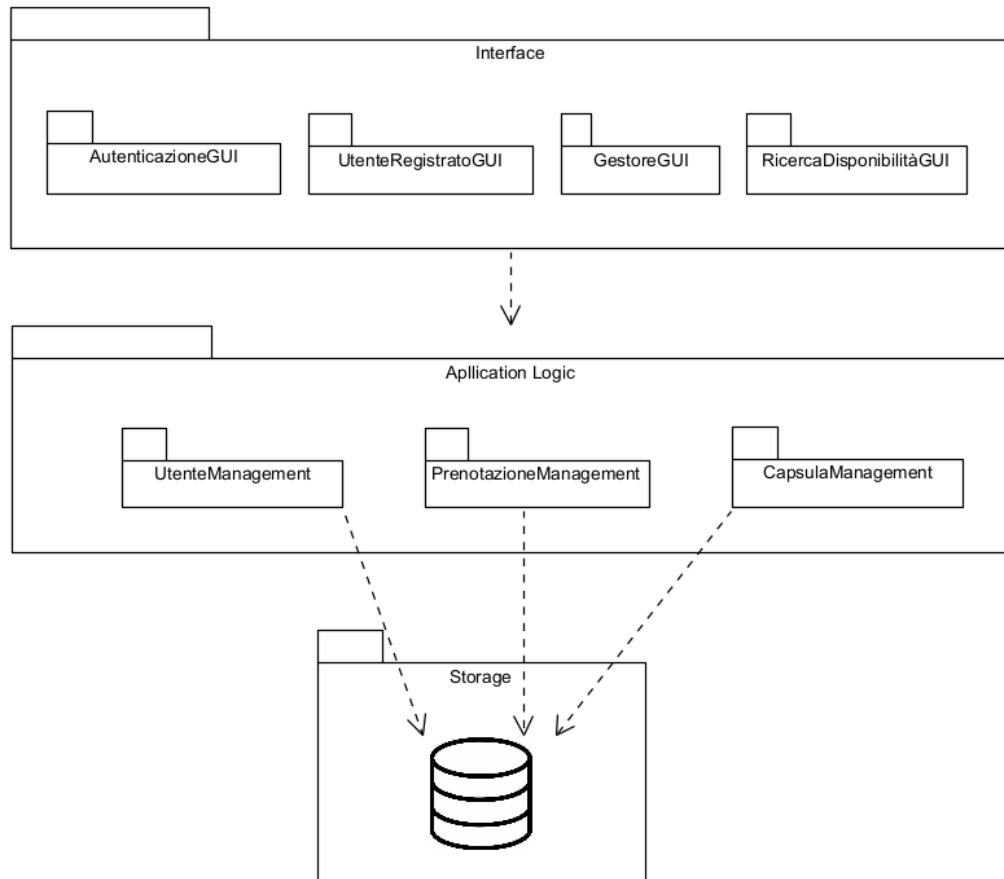 Interface
AutenticazioneGUI
UtenteRegistratoGUI
GestoreGUI
RicercaDisponibilitàGUI
Apllication Logic
UtenteManagement
PrenotazioneManagement
CapsulaManagement
Storage